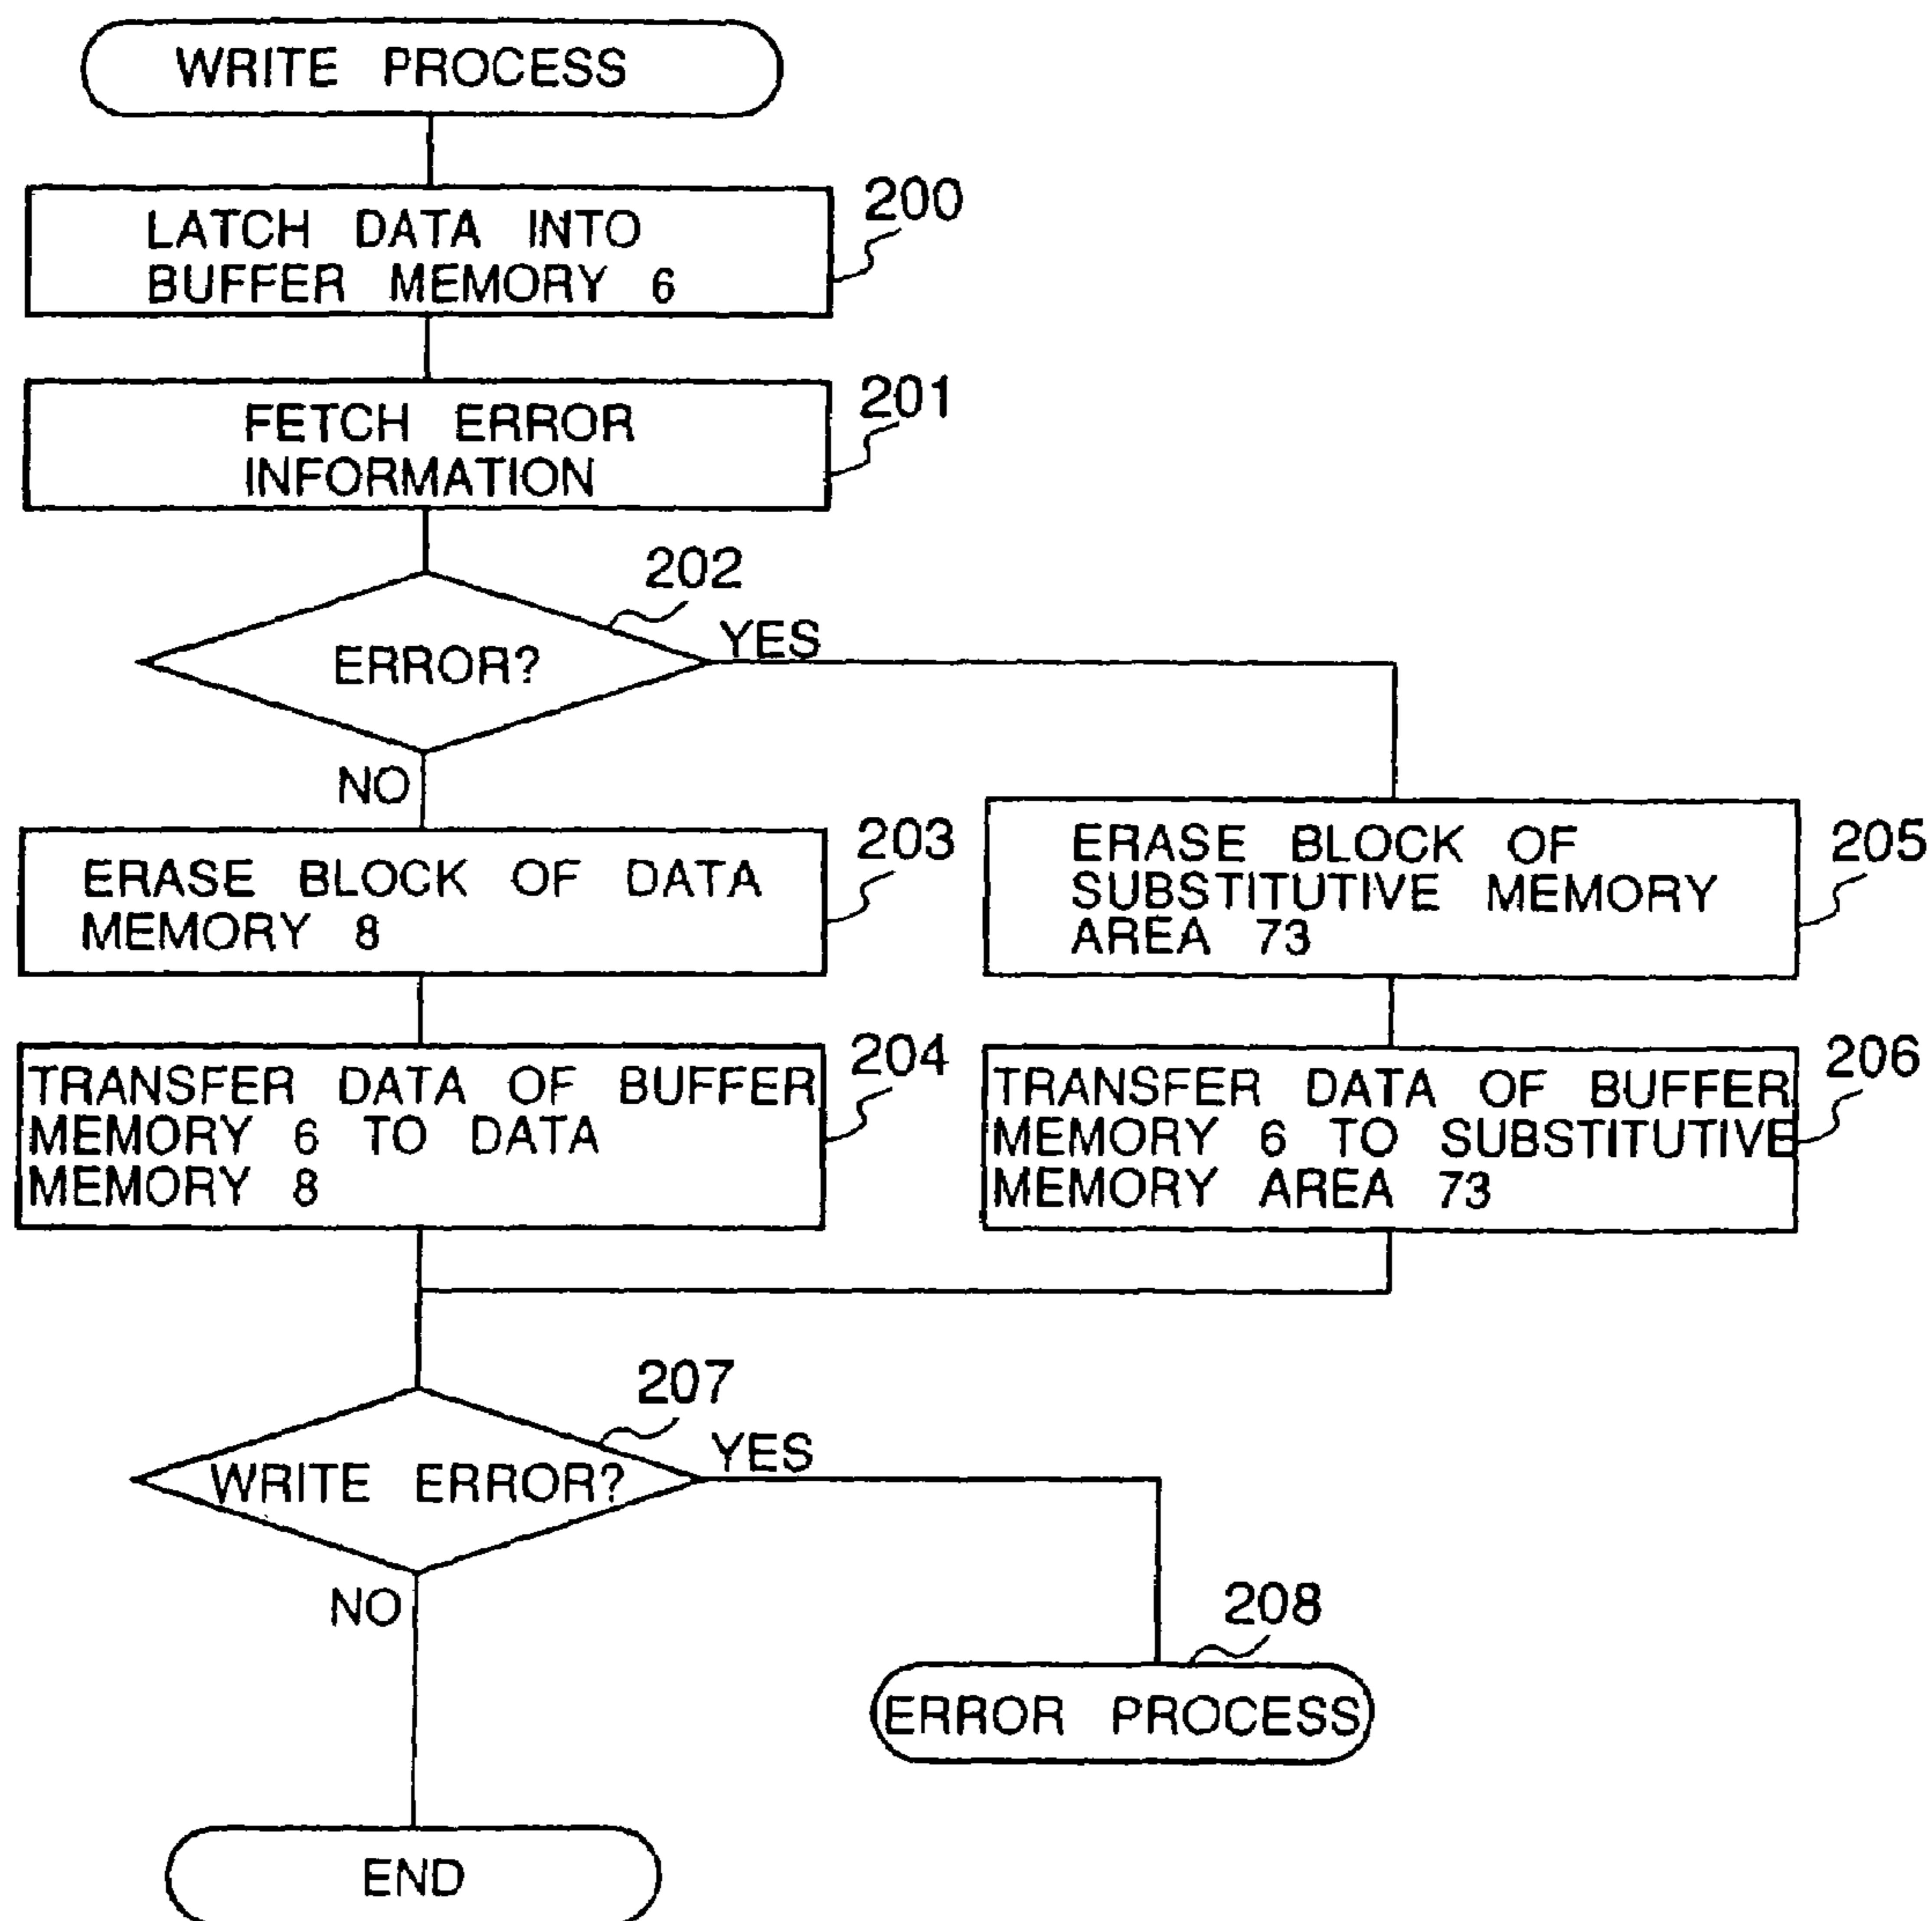 WRITE PROCESS
200
LATCH DATA INTO
BUFFER MEMORY 6
201
FETCH ERROR
INFORMATION
202
YES
ERROR?
NO
203
ERASE BLOCK OF DATA
MEMORY 8
205
ERASE BLOCK OF
SUBSTITUTIVE MEMORY
AREA 73
204
TRANSFER DATA OF BUFFER
MEMORY 6 TO DATA
MEMORY 8
206
TRANSFER DATA OF BUFFER
MEMORY 6 TO SUBSTITUTIVE
MEMORY AREA 73
207
YES
WRITE ERROR?
NO
208
ERROR PROCESS
END